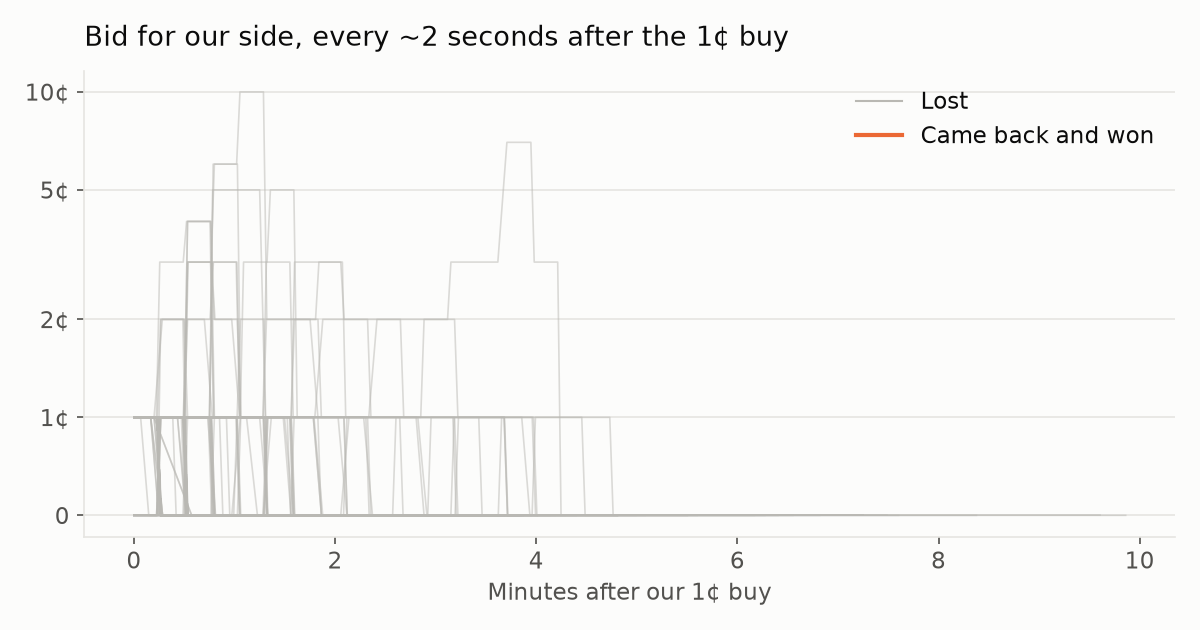 Bid for our side, every ~2 seconds after the 1¢ buy
10¢
5¢
2¢
1¢
0
Lost
Came back and won
0 2 4 6 8 10
Minutes after our 1¢ buy